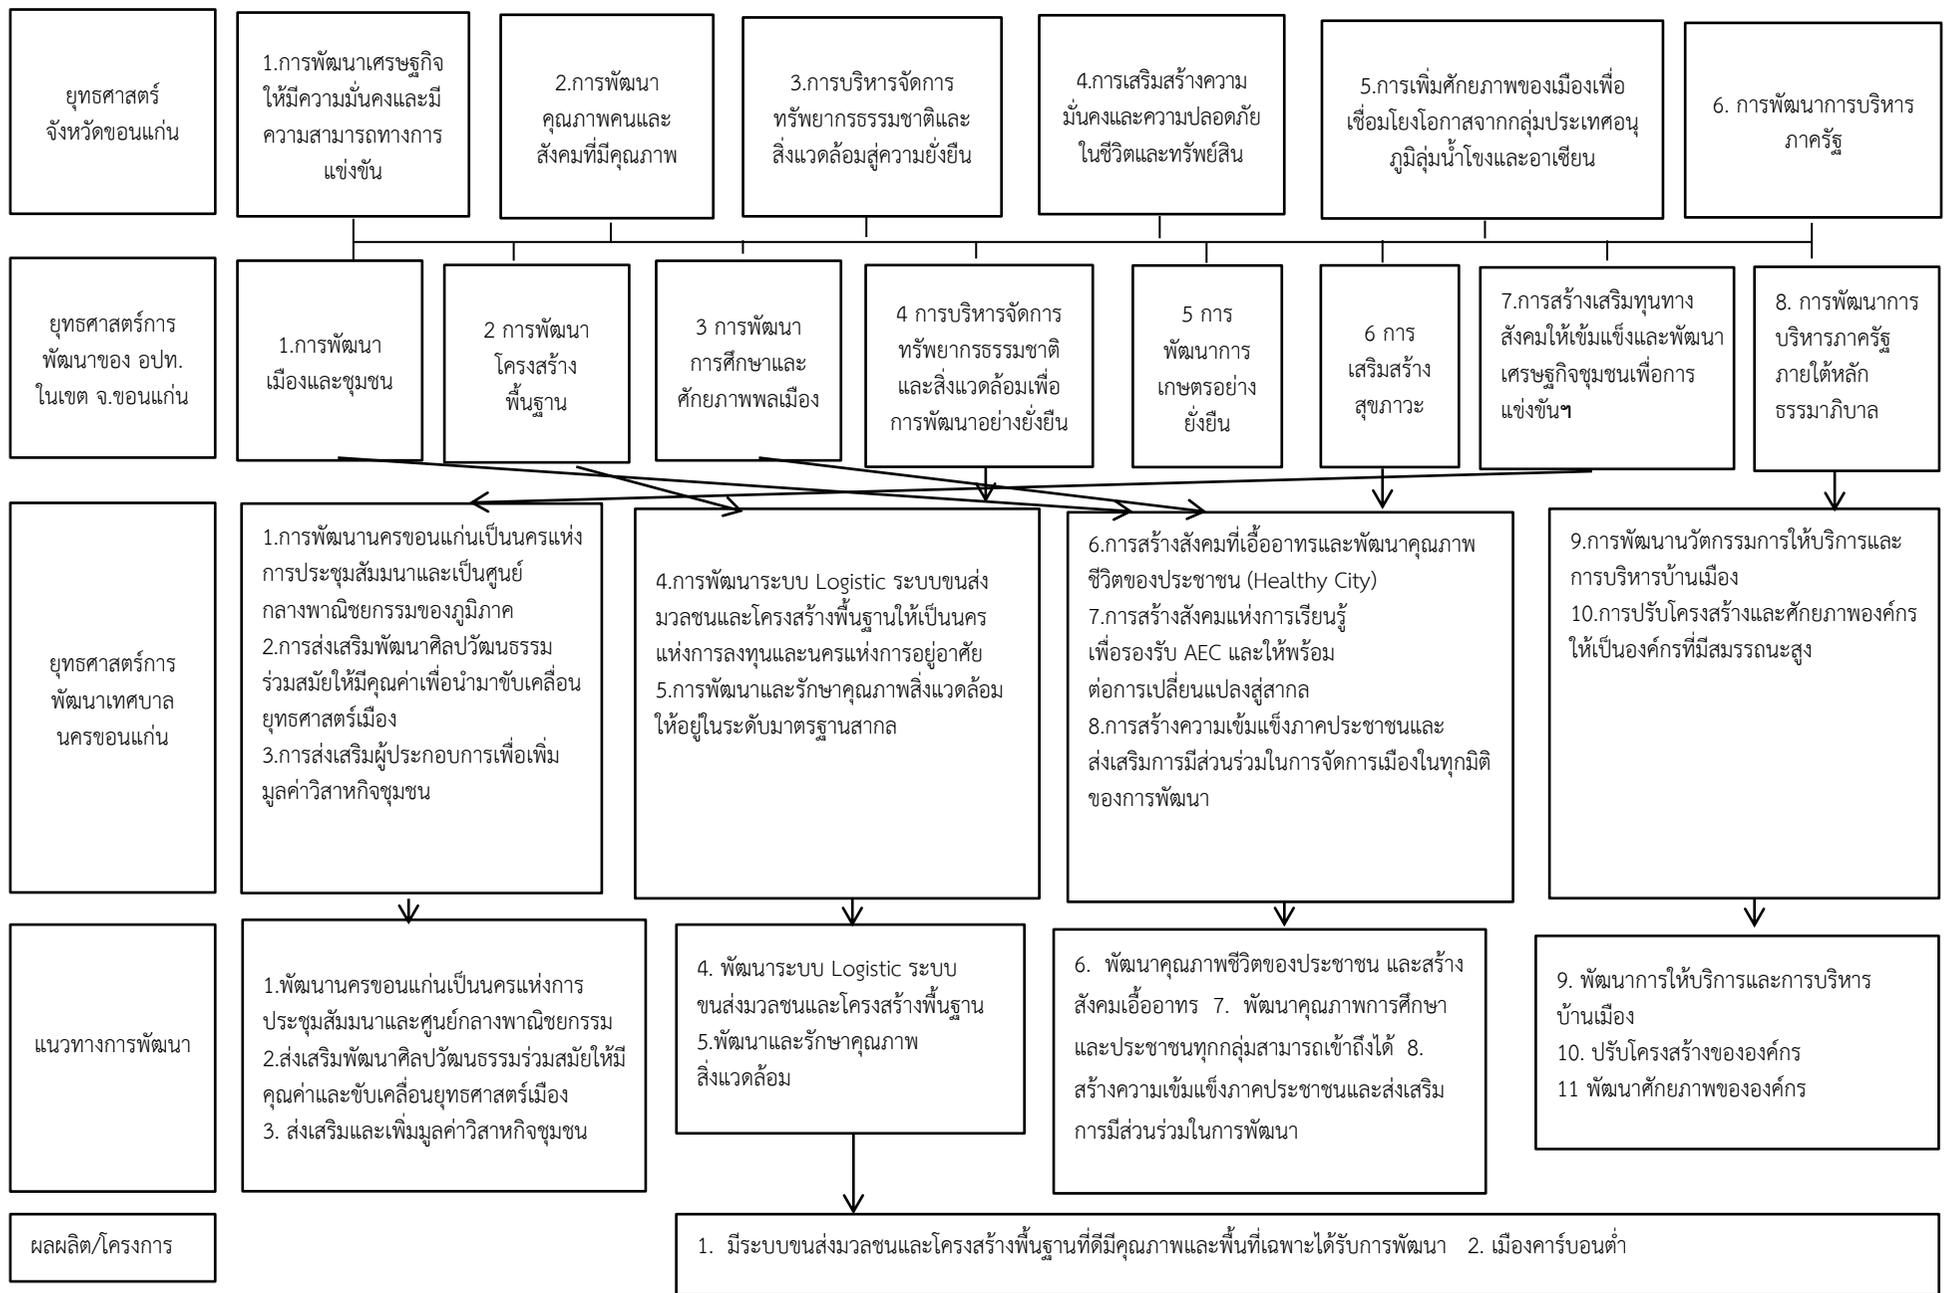 ยุทธศาสตร์
จังหวัดขอนแก่น
1.การพัฒนาเศรษฐกิจ
ให้มีความมั่นคงและมี
ความสามารถทางการ
แข่งขัน
2.การพัฒนา
คุณภาพคนและ
สังคมที่มีคุณภาพ
3.การบริหารจัดการ
ทรัพยากรธรรมชาติและ
สิ่งแวดล้อมสู่ความยั่งยืน
4.การเสริมสร้างความ
มั่นคงและความปลอดภัย
ในชีวิตและทรัพย์สิน
5.การเพิ่มศักยภาพของเมืองเพื่อ
เชื่อมโยงโอกาสจากกลุ่มประเทศอนุ
ภูมิลุ่มน้ำโขงและอาเซียน
6. การพัฒนาการบริหาร
ภาครัฐ
ยุทธศาสตร์การ
พัฒนาของ อปท.
ในเขต จ.ขอนแก่น
1.การพัฒนา
เมืองและชุมชน
2 การพัฒนา
โครงสร้าง
พื้นฐาน
3 การพัฒนา
การศึกษาและ
ศักยภาพพลเมือง
4 การบริหารจัดการ
ทรัพยากรธรรมชาติ
และสิ่งแวดล้อมเพื่อ
การพัฒนาอย่างยั่งยืน
5 การ
พัฒนาการ
เกษตรอย่าง
ยั่งยืน
6 การ
เสริมสร้าง
สุขภาวะ
7.การสร้างเสริมทุนทาง
สังคมให้เข้มแข็งและพัฒนา
เศรษฐกิจชุมชนเพื่อการ
แข่งขันฯ
8. การพัฒนาการ
บริหารภาครัฐ
ภายใต้หลัก
ธรรมาภิบาล
ยุทธศาสตร์การ
พัฒนาเทศบาล
นครขอนแก่น
1.การพัฒนานครขอนแก่นเป็นนครแห่ง
การประชุมสัมมนาและเป็นศูนย์
กลางพาณิชยกรรมของภูมิภาค
2.การส่งเสริมพัฒนาศิลปวัฒนธรรม
ร่วมสมัยให้มีคุณค่าเพื่อนำมาขับเคลื่อน
ยุทธศาสตร์เมือง
3.การส่งเสริมผู้ประกอบการเพื่อเพิ่ม
มูลค่าวิสาหกิจชุมชน
4.การพัฒนาระบบ Logistic ระบบขนส่ง
มวลชนและโครงสร้างพื้นฐานให้เป็นนคร
แห่งการลงทุนและนครแห่งการอยู่อาศัย
5.การพัฒนาและรักษาคุณภาพสิ่งแวดล้อม
ให้อยู่ในระดับมาตรฐานสากล
6.การสร้างสังคมที่เอื้ออาทรและพัฒนาคุณภาพ
ชีวิตของประชาชน (Healthy City)
7.การสร้างสังคมแห่งการเรียนรู้
เพื่อรองรับ AEC และให้พร้อม
ต่อการเปลี่ยนแปลงสู่สากล
8.การสร้างความเข้มแข็งภาคประชาชนและ
ส่งเสริมการมีส่วนร่วมในการจัดการเมืองในทุกมิติ
ของการพัฒนา
9.การพัฒนานวัตกรรมการให้บริการและ
การบริหารบ้านเมือง
10.การปรับโครงสร้างและศักยภาพองค์กร
ให้เป็นองค์กรที่มีสมรรถนะสูง
แนวทางการพัฒนา
1.พัฒนานครขอนแก่นเป็นนครแห่งการ
ประชุมสัมมนาและศูนย์กลางพาณิชยกรรม
2.ส่งเสริมพัฒนาศิลปวัฒนธรรมร่วมสมัยให้มี
คุณค่าและขับเคลื่อนยุทธศาสตร์เมือง
3. ส่งเสริมและเพิ่มมูลค่าวิสาหกิจชุมชน
4. พัฒนาระบบ Logistic ระบบ
ขนส่งมวลชนและโครงสร้างพื้นฐาน
5.พัฒนาและรักษาคุณภาพ
สิ่งแวดล้อม
6. พัฒนาคุณภาพชีวิตของประชาชน และสร้าง
สังคมเอื้ออาทร 7. พัฒนาคุณภาพการศึกษา
และประชาชนทุกกลุ่มสามารถเข้าถึงได้ 8.
สร้างความเข้มแข็งภาคประชาชนและส่งเสริม
การมีส่วนร่วมในการพัฒนา
9. พัฒนาการให้บริการและการบริหาร
บ้านเมือง
10. ปรับโครงสร้างขององค์กร
11 พัฒนาศักยภาพขององค์กร
ผลผลิต/โครงการ
1. มีระบบขนส่งมวลชนและโครงสร้างพื้นฐานที่ดีมีคุณภาพและพื้นที่เฉพาะได้รับการพัฒนา 2. เมืองคาร์บอนต่ำ